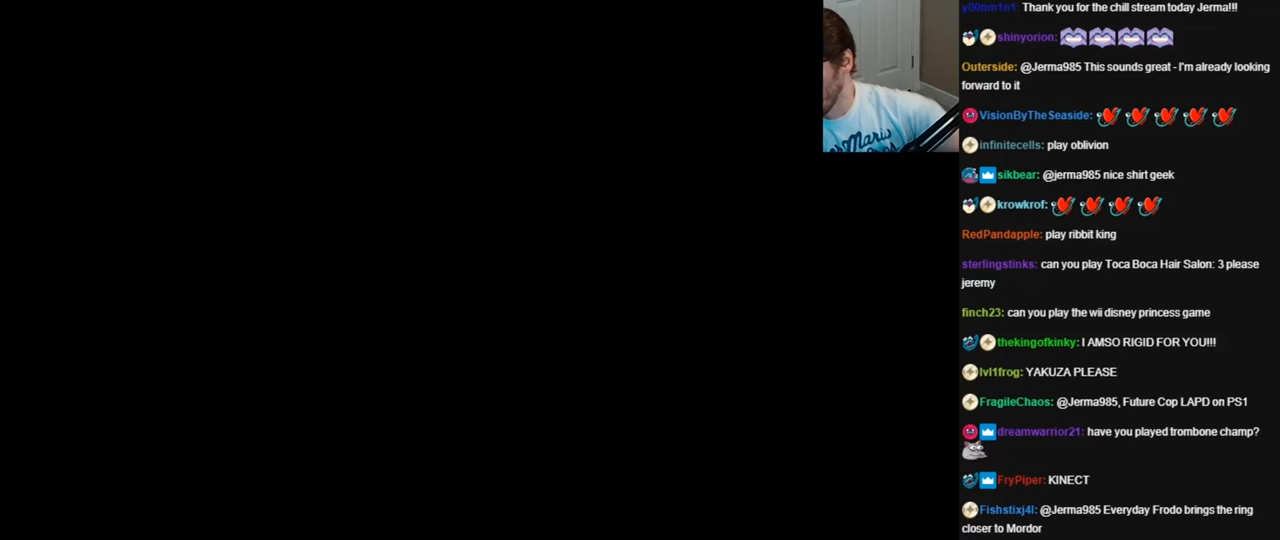 y00nm1n1: Thank you for the chill stream today Jerma!!!
shinyorion:
Outerside: @Jerma985 This sounds great - I'm already looking
forward to it
VisionByTheSeaside:
infinitecells: play oblivion
sikbear: @jerma985 nice shirt geek
krowkrof:
RedPandapple: play ribbit king
sterlingstinks: can you play Toca Boca Hair Salon: 3 please
jeremy
finch23: can you play the wii disney princess game
thekingofkinky: I AMSO RIGID FOR YOU!!!
lvl1frog: YAKUZA PLEASE
FragileChaos: @Jerma985, Future Cop LAPD on PS1
dreamwarrior21: have you played trombone champ?
FryPiper: KINECT
Fishstixj4l: @Jerma985 Everyday Frodo brings the ring
closer to Mordor
Mario